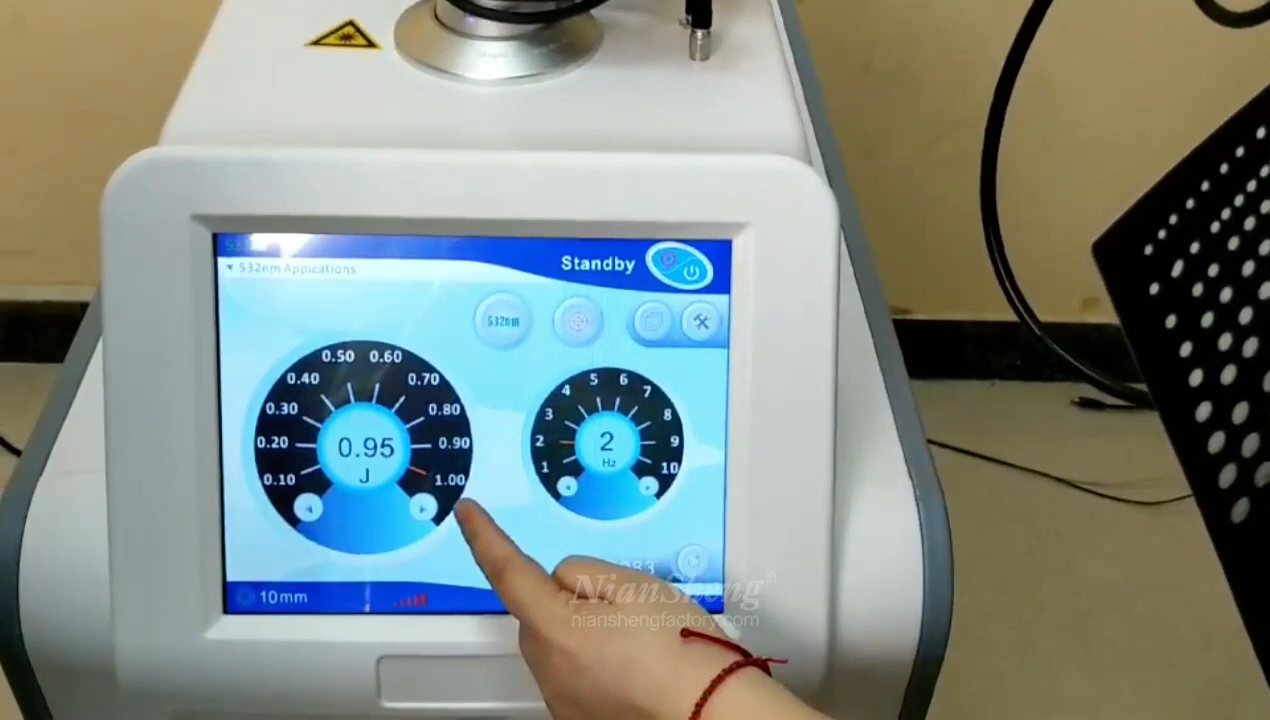 Standby
532nm Appications
532nm
0.50 0.60
0.40 0.70
0.30 0.80
0.20 0.90
0.10 1.00
0.95
J
5 6
4 7
3 8
2 9
1 10
2
Hz
10mm
NianSheng®
nianshengfactory.com